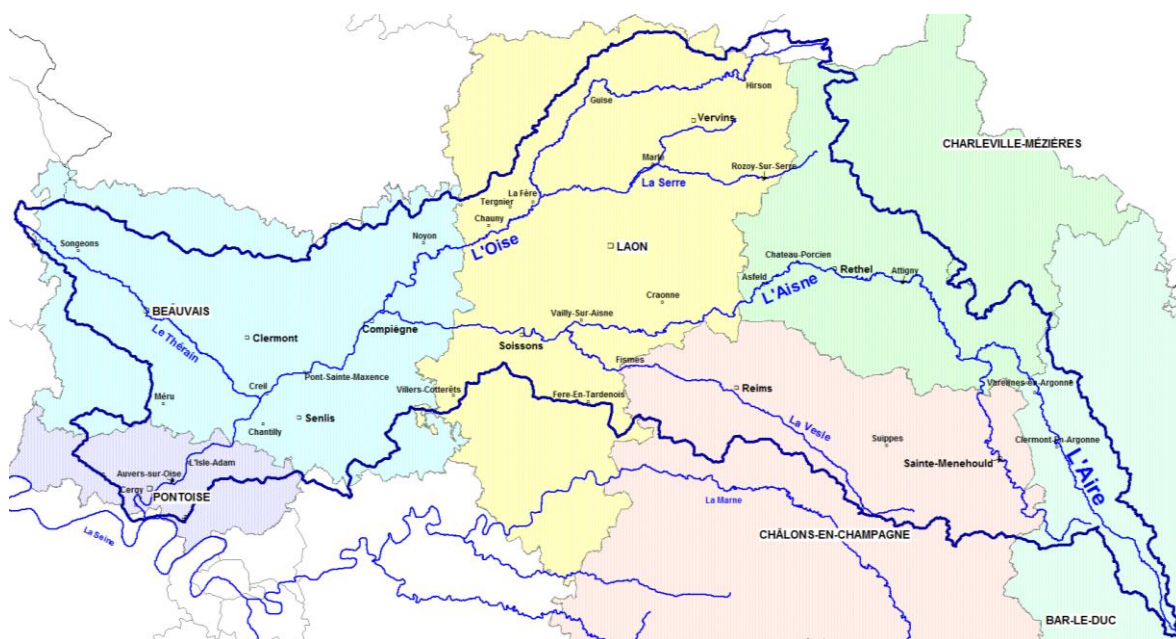 Hirson
Guise
Vervins
CHARLEVILLE-MÉZIÈRES
Marle
Rozoy-Sur-Serre
La Serre
La Fère
Tergnier
Chauny
Noyon
Songeons
L'Oise
LAON
Chateau-Porcien
Rethel
Attigny
Asfeld
L'Aisne
Craonne
BEAUVAIS
Le Thérain
Vailly-Sur-Aisne
Compiègne
Clermont
Soissons
Fismes
Pont-Sainte-Maxence
Creil
Villers-Cotterêts
Fere-En-Tardenois
Reims
Varennes-en-Argonne
Méru
Senlis
Chantilly
La Vesle
Suippes
Clermont-En-Argonne
Sainte-Menehould
L'Aire
L'Isle-Adam
Auvers-sur-Oise
Cergy
PONTOISE
La Marne
La Seine
CHÂLONS-EN-CHAMPAGNE
BAR-LE-DUC